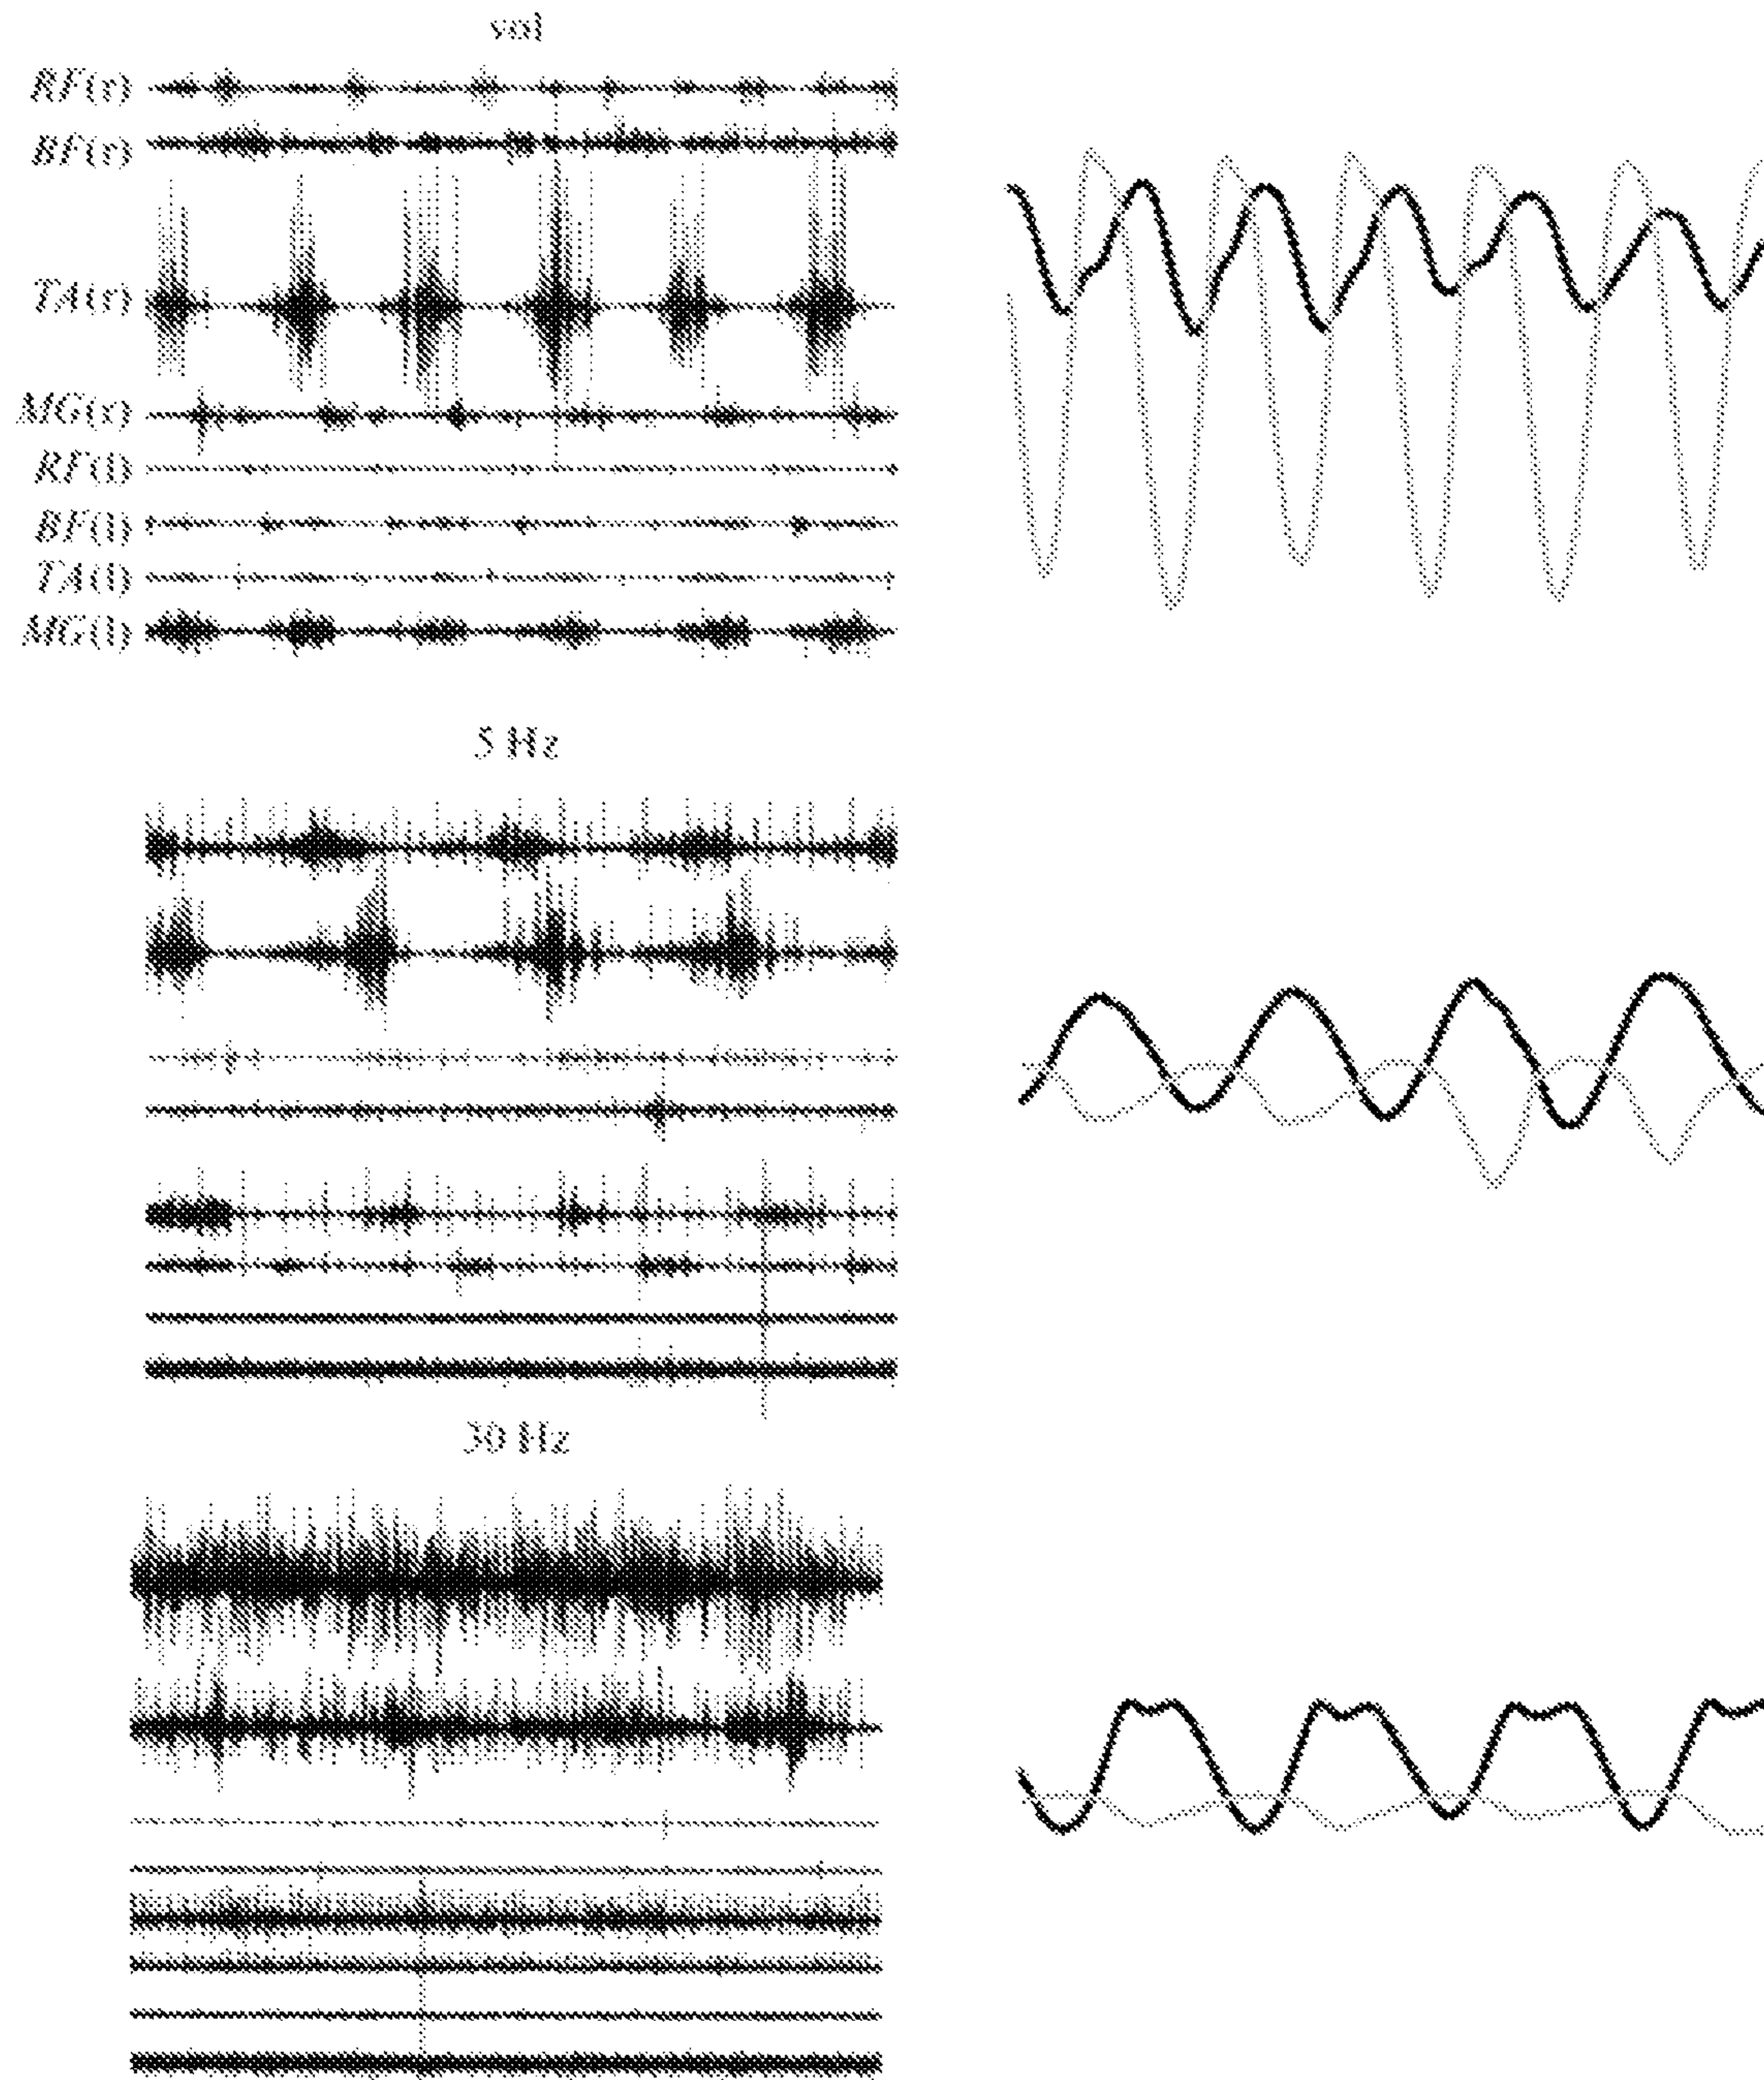 vol
RF(r)
BF(r)
TA(r)
MG(r)
RF(l)
BF(l)
TA(l)
MG(l)
5 Hz
30 Hz